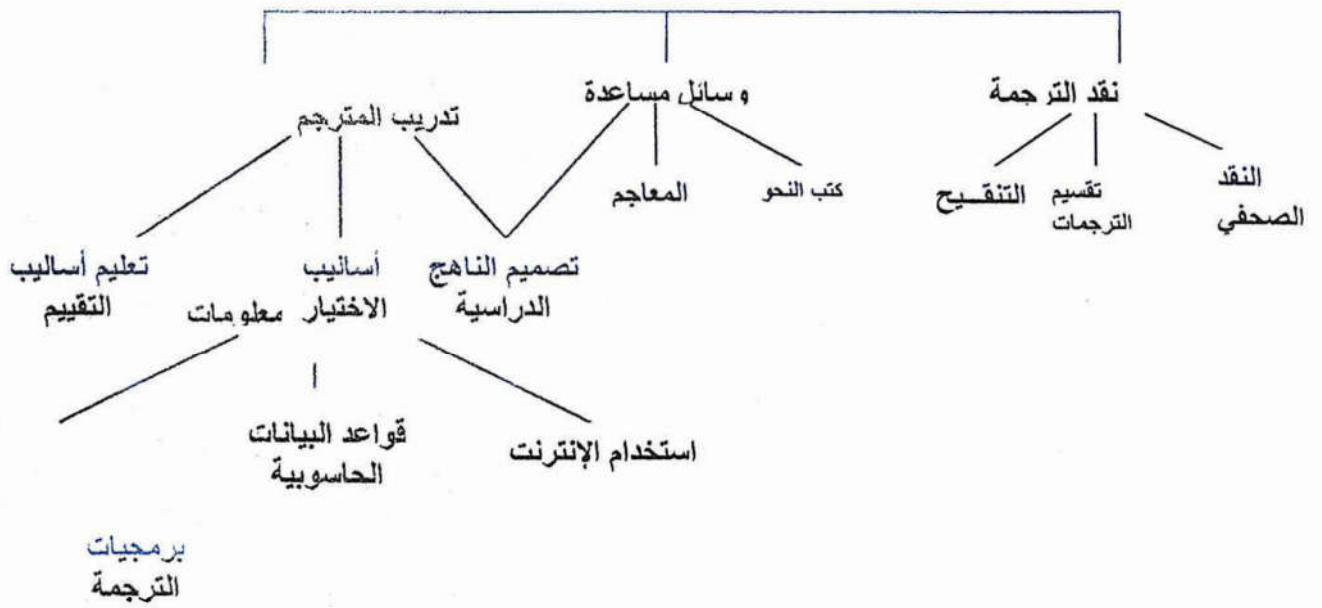 نقد الترجمة
وسائل مساعدة
تدريب المترجم
النقد
الصحفي
تقسيم
الترجمات
التنقــيح
كتب النحو
المعاجم
تصميم الناهج
الدراسية
أساليب
الاختيار
معلومات
تعليم أساليب
التقييم
استخدام الإنترنت
قواعد البيانات
الحاسوبية
برمجيات
الترجمة